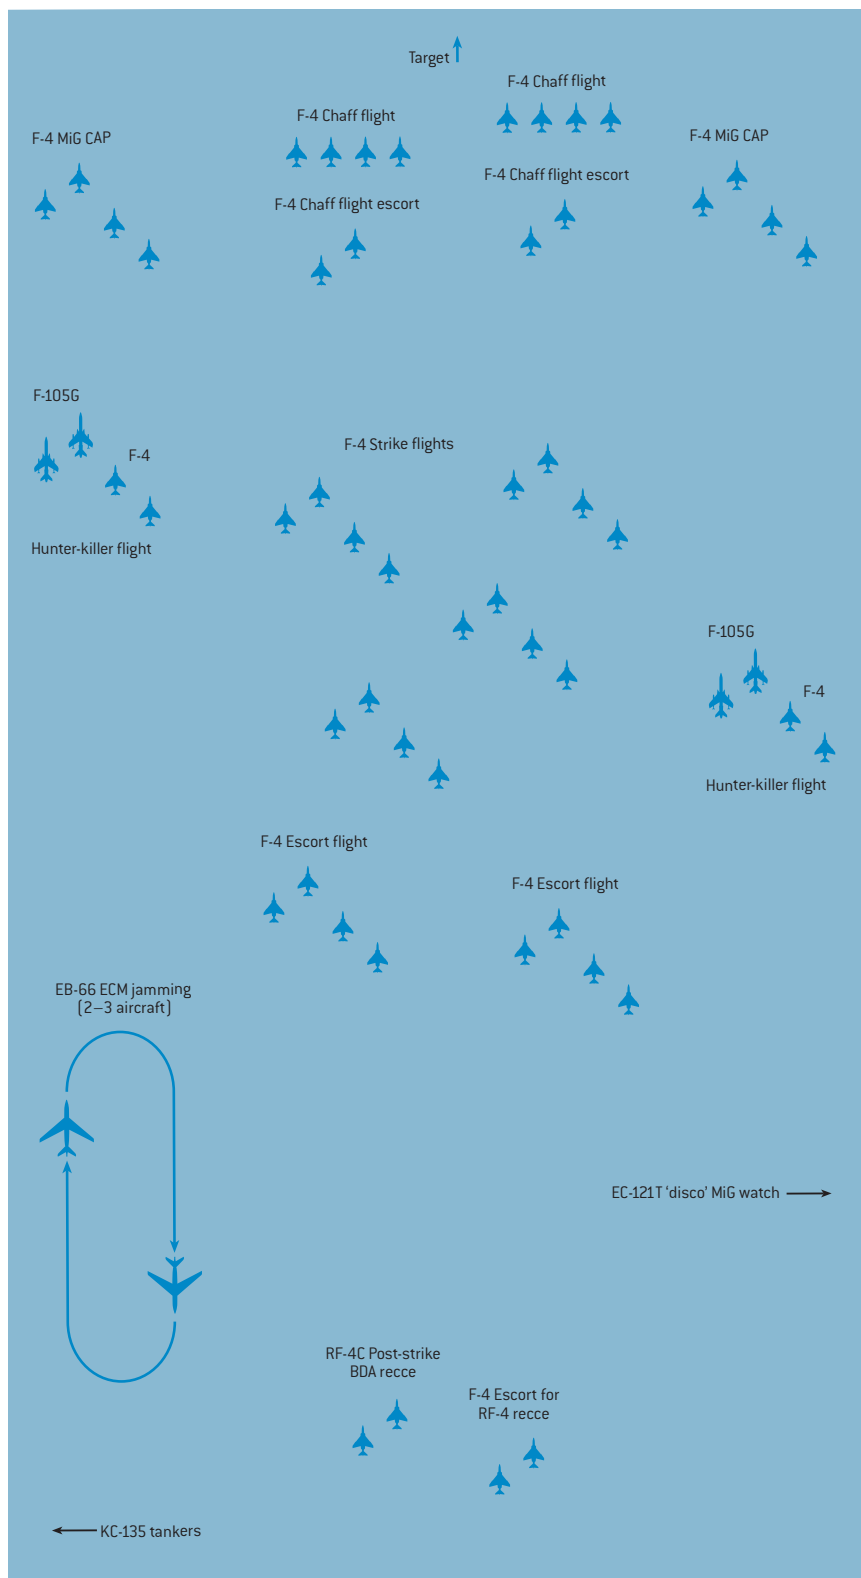 Target
F-4 Chaff flight
F-4 Chaff flight
F-4 MiG CAP
F-4 MiG CAP
F-4 Chaff flight escort
F-4 Chaff flight escort
F-105G
F-4
F-4 Strike flights
Hunter-killer flight
F-105G
F-4
Hunter-killer flight
F-4 Escort flight
F-4 Escort flight
EB-66 ECM jamming
(2–3 aircraft)
EC-121T ‘disco’ MiG watch
RF-4C Post-strike
BDA recce
F-4 Escort for
RF-4 recce
KC-135 tankers